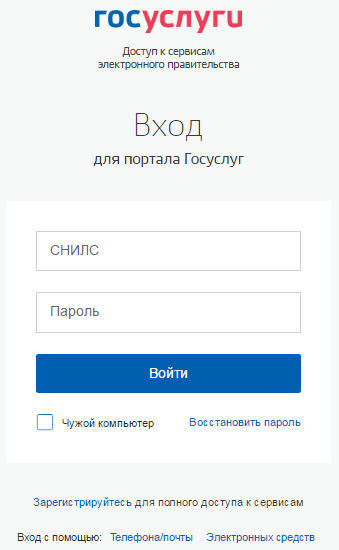 госуслуги
Доступ к сервисам
электронного правительства
Вход
для портала Госуслуг
СНИЛС
Пароль
Войти
Чужой компьютер
Восстановить пароль
Зарегистрируйтесь для полного доступа к сервисам
Вход с помощью: Телефона/почты Электронных средств